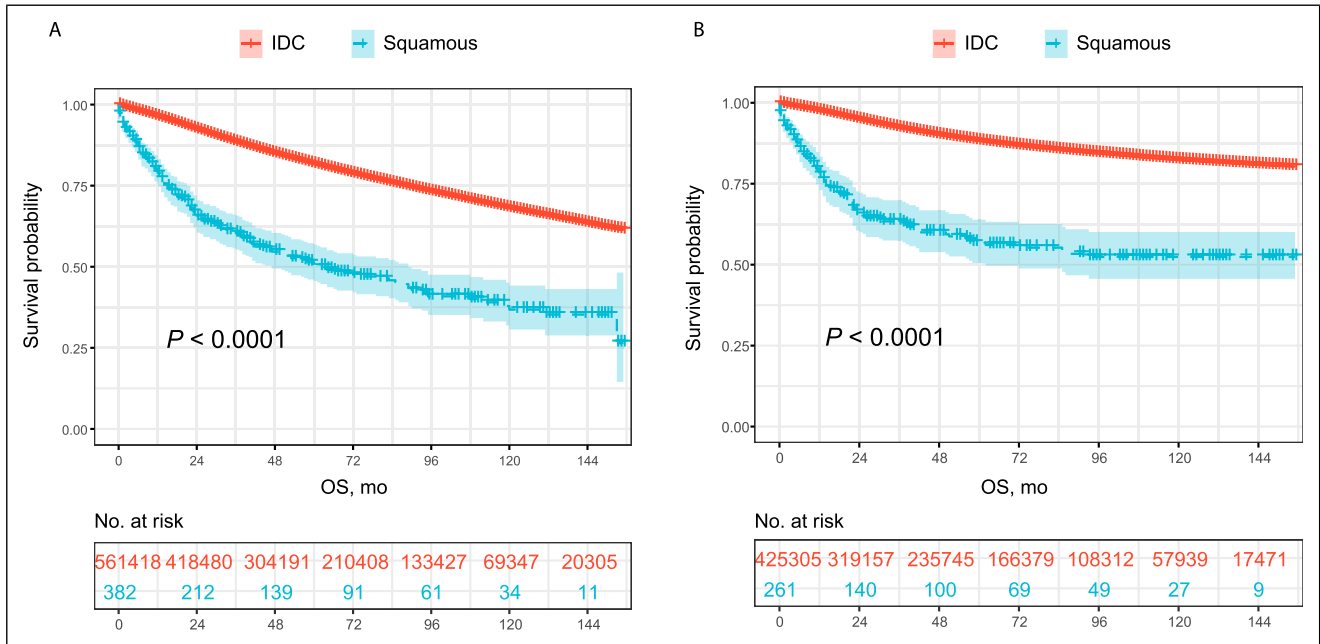 A
IDC Squamous
1.00
0.75
0.50
0.25
0.00
Survival probability
P < 0.0001
0 24 48 72 96 120 144
OS, mo
No. at risk
561418 418480 304191 210408 133427 69347 20305
382 212 139 91 61 34 11
0 24 48 72 96 120 144
B
IDC Squamous
1.00
0.75
0.50
0.25
0.00
Survival probability
P < 0.0001
0 24 48 72 96 120 144
OS, mo
No. at risk
425305 319157 235745 166379 108312 57939 17471
261 140 100 69 49 27 9
0 24 48 72 96 120 144